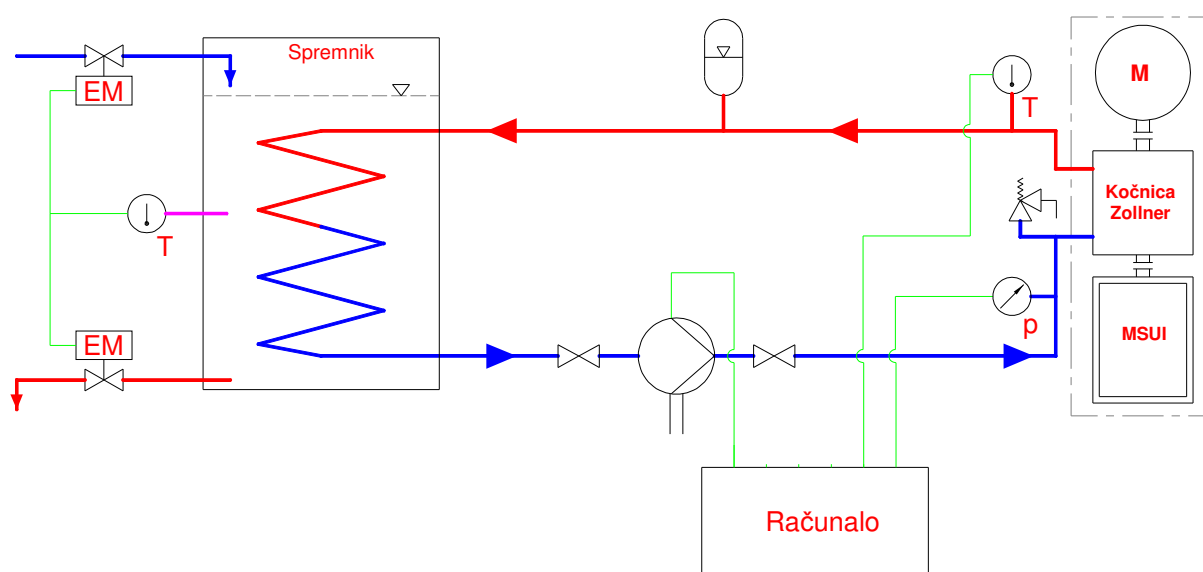 Spremnik
EM
M
T
Kočnica
Zollner
T
p
EM
MSUI
Računalo